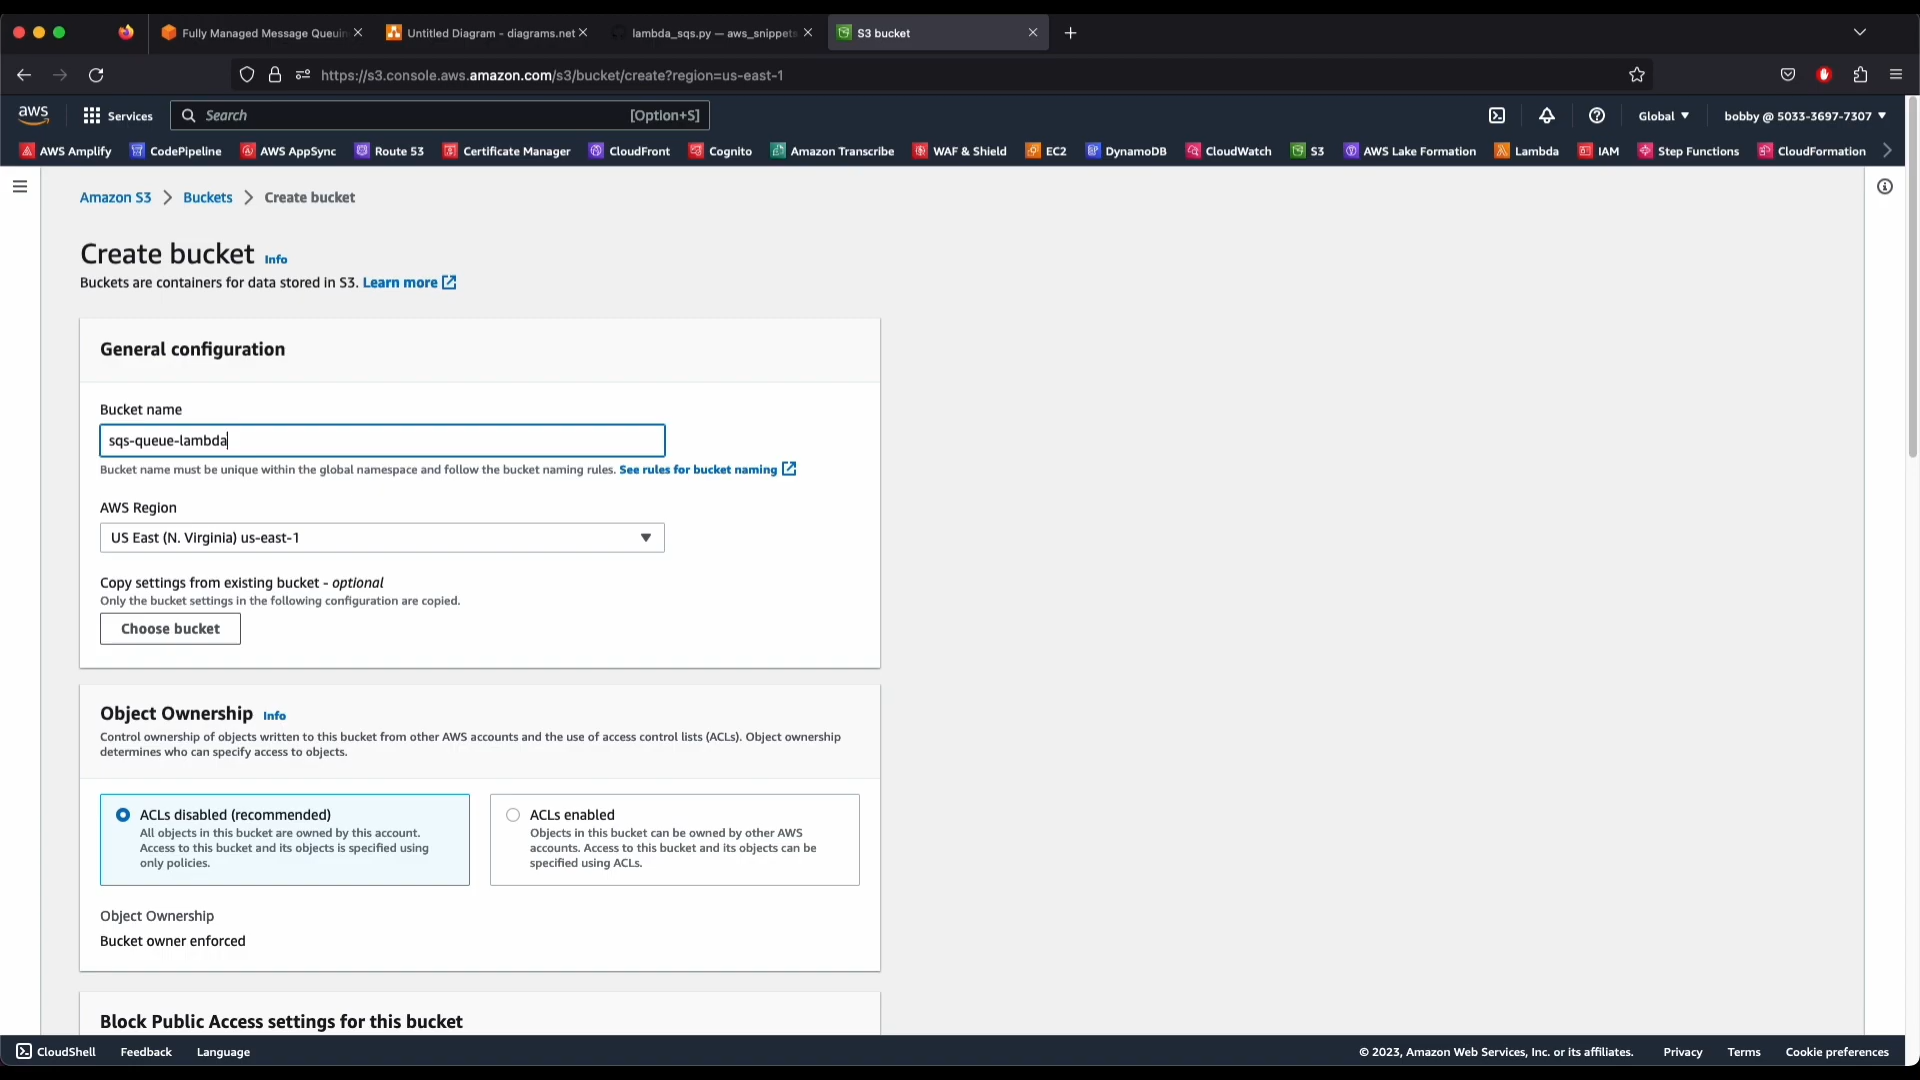 Fully Managed Message Queuin
Untitled Diagram - diagrams.net
lambda_sqs.py — aws_snippets
S3 bucket
https://s3.console.aws.amazon.com/s3/bucket/create?region=us-east-1
aws
Services
Search
[Option+S]
Global
bobby @ 5033-3697-7307
AWS Amplify
CodePipeline
AWS AppSync
Route 53
Certificate Manager
CloudFront
Cognito
Amazon Transcribe
WAF & Shield
EC2
DynamoDB
CloudWatch
S3
AWS Lake Formation
Lambda
IAM
Step Functions
CloudFormation
Amazon S3 > Buckets > Create bucket
Create bucket Info
Buckets are containers for data stored in S3. Learn more
General configuration
Bucket name
sqs-queue-lambda
Bucket name must be unique within the global namespace and follow the bucket naming rules. See rules for bucket naming
AWS Region
US East (N. Virginia) us-east-1
Copy settings from existing bucket - optional
Only the bucket settings in the following configuration are copied.
Choose bucket
Object Ownership Info
Control ownership of objects written to this bucket from other AWS accounts and the use of access control lists (ACLs). Object ownership
determines who can specify access to objects.
ACLs disabled (recommended)
All objects in this bucket are owned by this account.
Access to this bucket and its objects is specified using
only policies.
ACLs enabled
Objects in this bucket can be owned by other AWS
accounts. Access to this bucket and its objects can be
specified using ACLs.
Object Ownership
Bucket owner enforced
Block Public Access settings for this bucket
CloudShell
Feedback
Language
© 2023, Amazon Web Services, Inc. or its affiliates.
Privacy
Terms
Cookie preferences